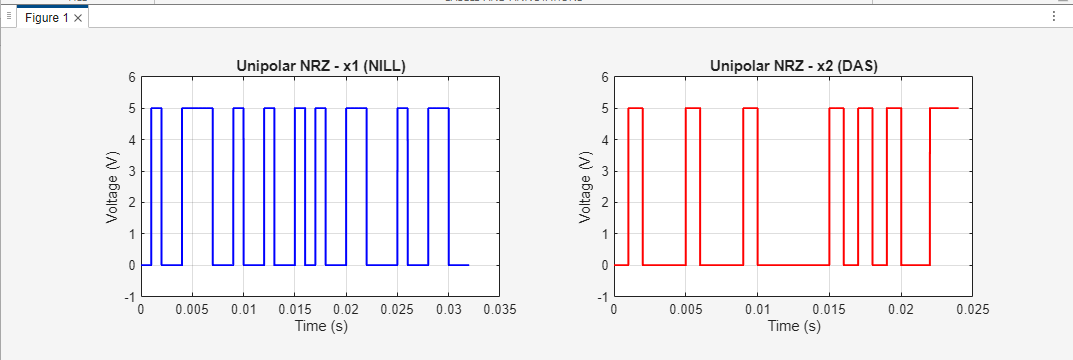 Figure 1
Unipolar NRZ - x1 (NILL)
6
5
4
3
2
1
0
-1
Voltage (V)
0 0.005 0.01 0.015 0.02 0.025 0.03 0.035
Time (s)
Unipolar NRZ - x2 (DAS)
6
5
4
3
2
1
0
-1
Voltage (V)
0 0.005 0.01 0.015 0.02 0.025
Time (s)